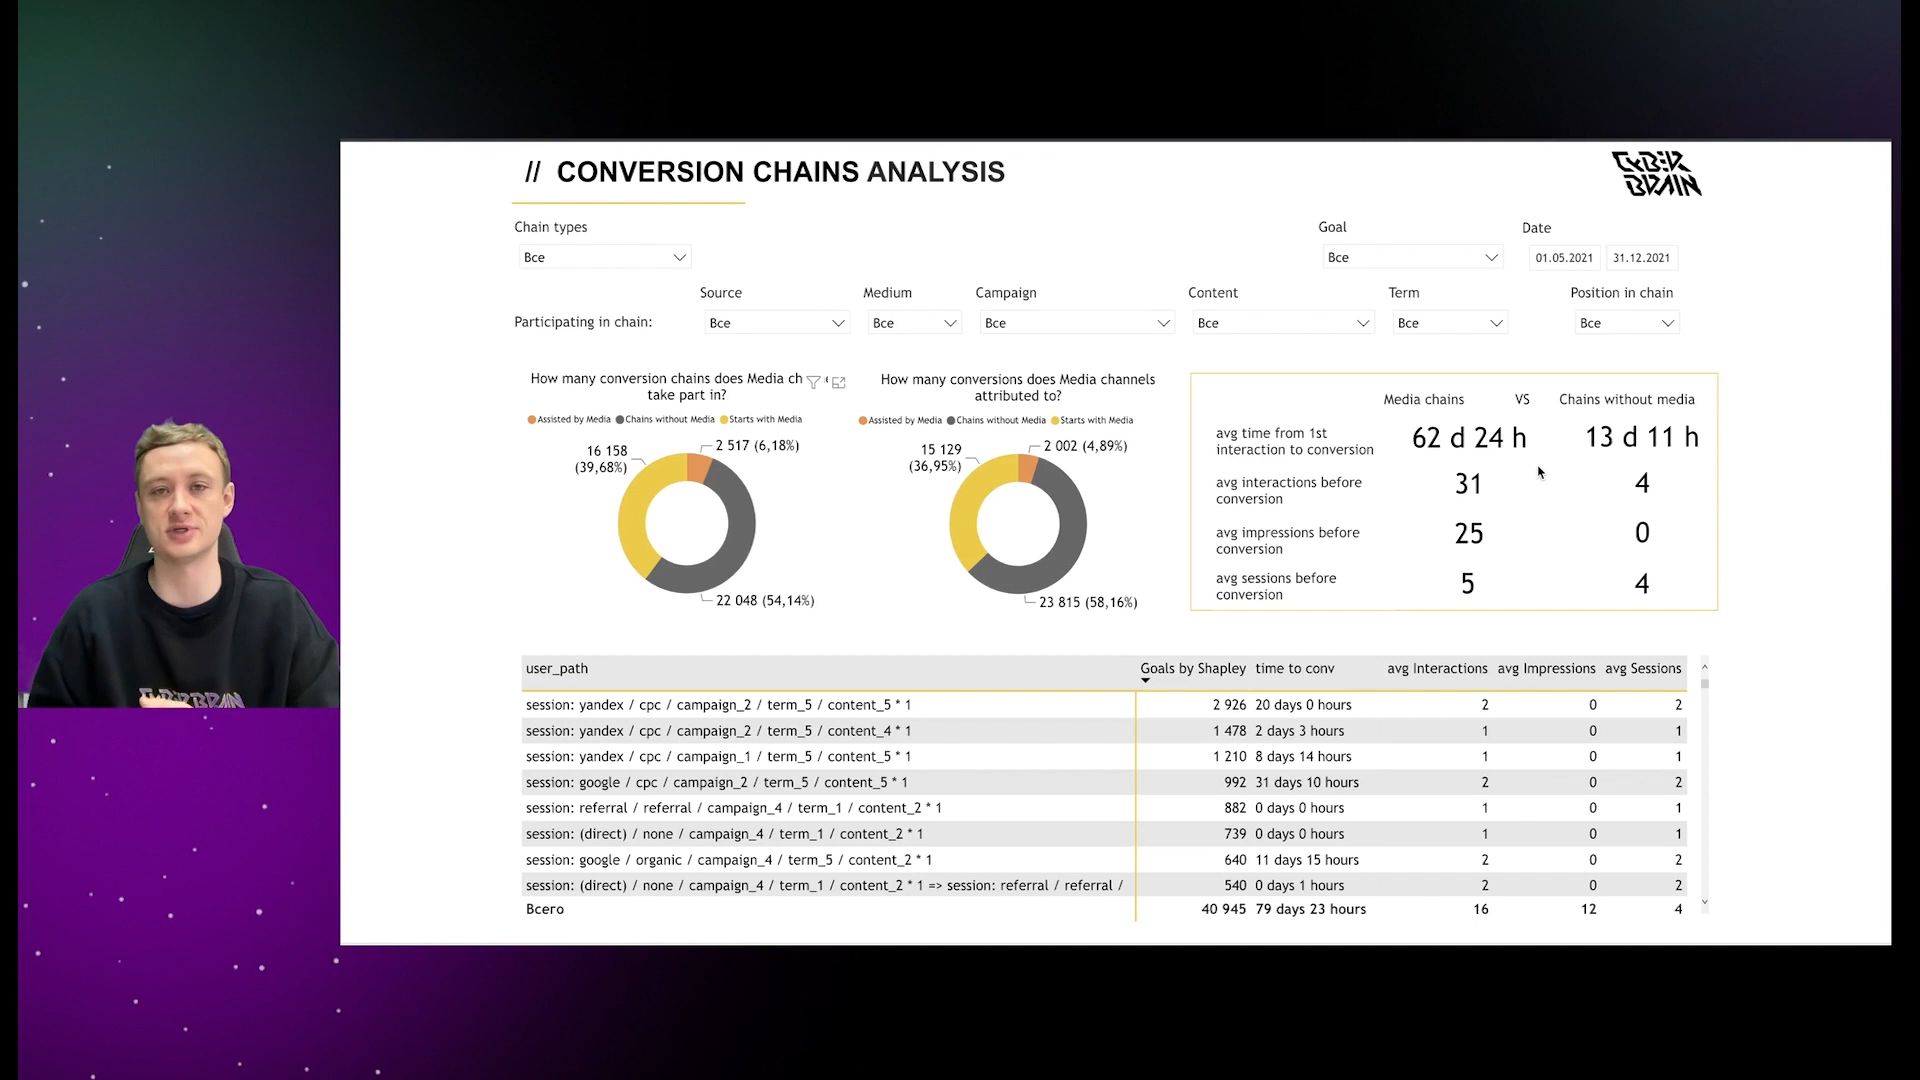 // CONVERSION CHAINS ANALYSIS
CYBER
BRAIN
Chain types
Все
Goal
Все
Date
01.05.2021
31.12.2021
Participating in chain:
Source
Все
Medium
Все
Campaign
Все
Content
Все
Term
Все
Position in chain
Все
How many conversion chains does Media ch
take part in?
Assisted by Media Chains without Media Starts with Media
16 158
(39,68%)
2 517 (6,18%)
22 048 (54,14%)
How many conversions does Media channels
attributed to?
Assisted by Media Chains without Media Starts with Media
15 129
(36,95%)
2 002 (4,89%)
23 815 (58,16%)
Media chains VS Chains without media
avg time from 1st
interaction to conversion
62 d 24 h 13 d 11 h
avg interactions before
conversion
31 4
avg impressions before
conversion
25 0
avg sessions before
conversion
5 4
user_path Goals by Shapley time to conv avg Interactions avg Impressions avg Sessions
session: yandex / cpc / campaign_2 / term_5 / content_5 * 1 2 926 20 days 0 hours 2 0 2
session: yandex / cpc / campaign_2 / term_5 / content_4 * 1 1 478 2 days 3 hours 1 0 1
session: yandex / cpc / campaign_1 / term_5 / content_5 * 1 1 210 8 days 14 hours 1 0 1
session: google / cpc / campaign_2 / term_5 / content_5 * 1 992 31 days 10 hours 2 0 2
session: referral / referral / campaign_4 / term_1 / content_2 * 1 882 0 days 0 hours 1 0 1
session: (direct) / none / campaign_4 / term_1 / content_2 * 1 739 0 days 0 hours 1 0 1
session: google / organic / campaign_4 / term_5 / content_2 * 1 640 11 days 15 hours 2 0 2
session: (direct) / none / campaign_4 / term_1 / content_2 * 1 => session: referral / referral / 540 0 days 1 hours 2 0 2
Всего 40 945 79 days 23 hours 16 12 4
CYBERBRAIN